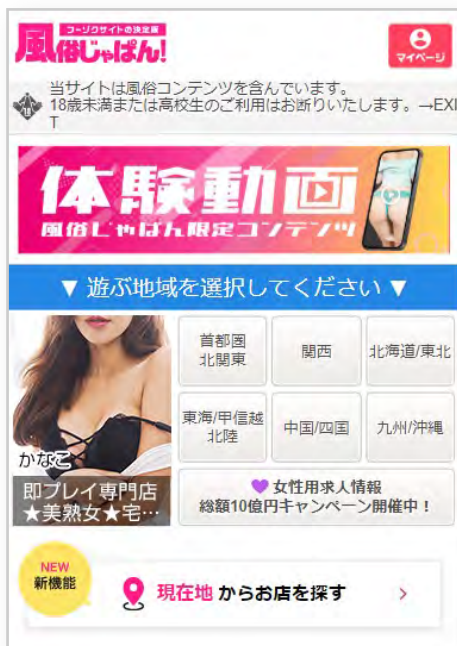 フーゾクサイトの決定版
風俗じゃぱん!
マイページ
当サイトは風俗コンテンツを含んでいます。
18歳未満または高校生のご利用はお断りいたします。→EXI
T
体験動画
風俗じゃぱん限定コンテンツ
▼ 遊ぶ地域を選択してください ▼
かなこ
即プレイ専門店
★美熟女★宅…
首都圏
北関東
関西
北海道/東北
東海/甲信越
北陸
中国/四国
九州/沖縄
女性用求人情報
総額10億円キャンペーン開催中！
NEW
新機能
現在地 からお店を探す